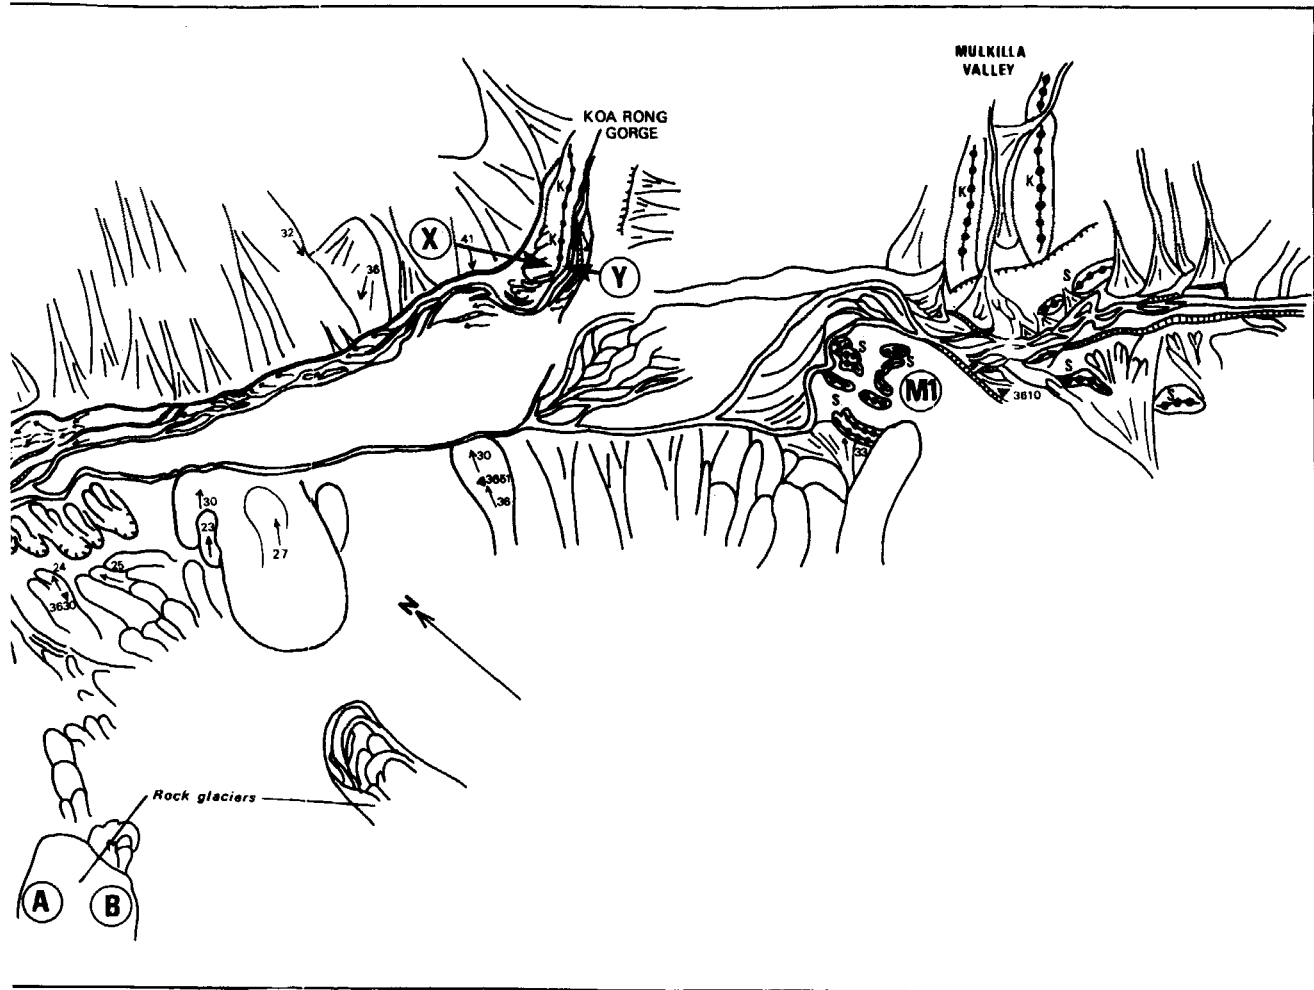 MULKILLA
VALLEY
KOA RONG
GORGE
K
K
K
K
32
X
41
36
Y
S
S
S
S
S
M1
S
S
3610
33
30
3661
36
30
23
27
24
25
3630
N
Rock glaciers
A
B